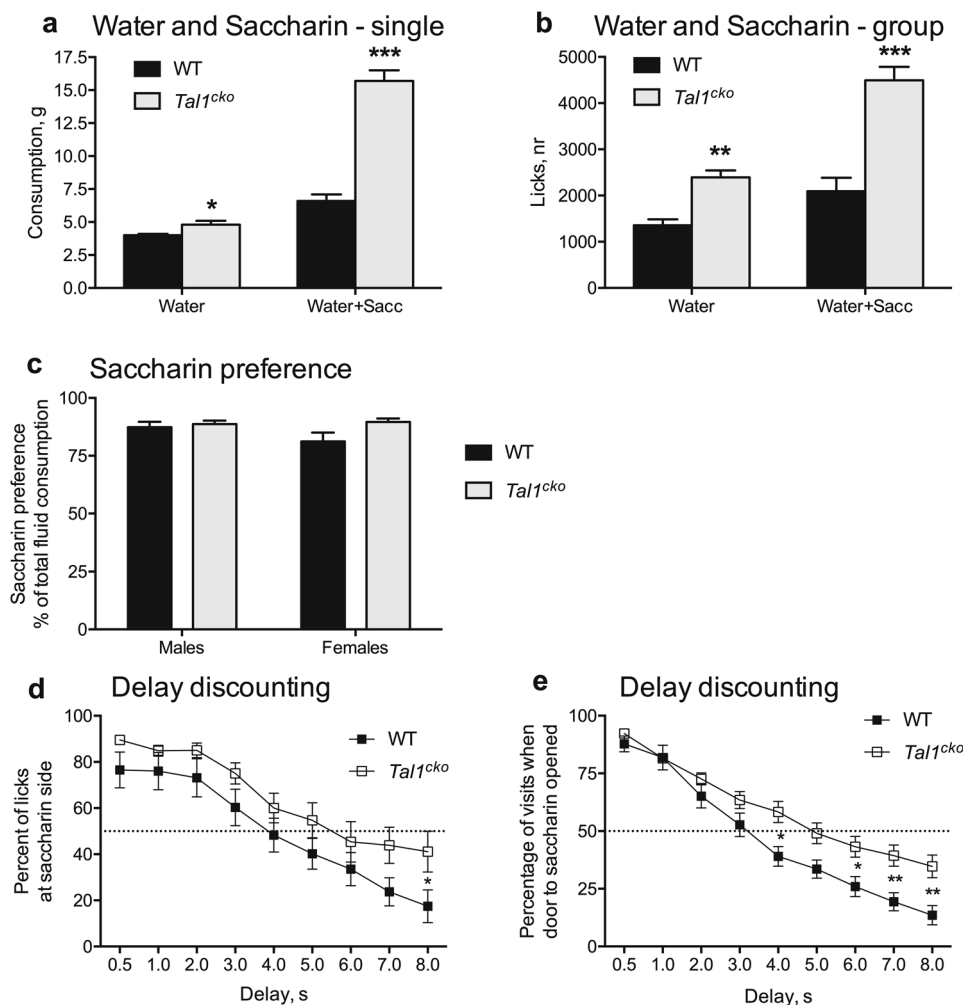 a Water and Saccharin - single
17.5
15.0
12.5
10.0
7.5
5.0
2.5
0.0
Consumption, g
WT
Tal1cko
*
***
Water
Water+Sacc
b Water and Saccharin - group
5000
4000
3000
2000
1000
0
Licks, nr
WT
Tal1cko
**
***
Water
Water+Sacc
c Saccharin preference
100
75
50
25
0
Saccharin preference
% of total fluid consumption
Males
Females
WT
Tal1cko
d Delay discounting
100
80
60
40
20
0
Percent of licks
at saccharin side
WT
Tal1cko
*
0.5 1.0 2.0 3.0 4.0 5.0 6.0 7.0 8.0
Delay, s
e Delay discounting
100
75
50
25
0
Percentage of visits when
door to saccharin opened
WT
Tal1cko
*
*
**
**
0.5 1.0 2.0 3.0 4.0 5.0 6.0 7.0 8.0
Delay, s